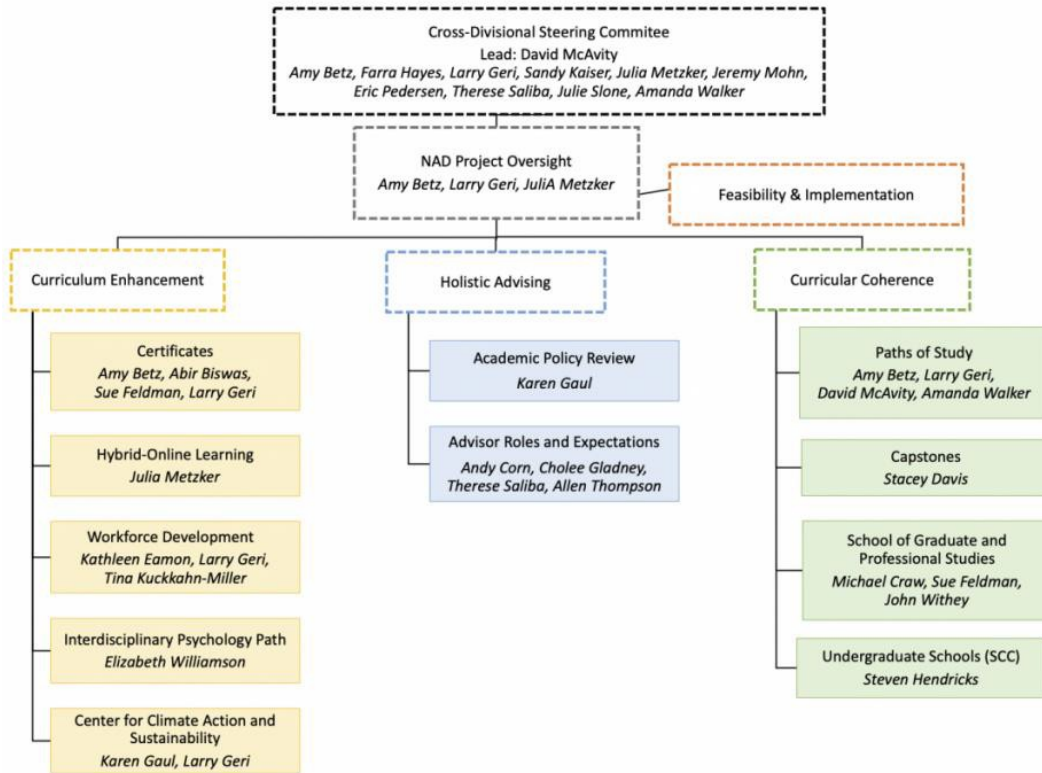 Cross-Divisional Steering Commitee
Lead: David McAvity
Amy Betz, Farra Hayes, Larry Geri, Sandy Kaiser, Julia Metzker, Jeremy Mohn,
Eric Pedersen, Therese Saliba, Julie Slone, Amanda Walker
NAD Project Oversight
Amy Betz, Larry Geri, JuliA Metzker
Feasibility & Implementation
Curriculum Enhancement
Certificates
Amy Betz, Abir Biswas,
Sue Feldman, Larry Geri
Hybrid-Online Learning
Julia Metzker
Workforce Development
Kathleen Eamon, Larry Geri,
Tina Kuckkahn-Miller
Interdisciplinary Psychology Path
Elizabeth Williamson
Center for Climate Action and
Sustainability
Karen Gaul, Larry Geri
Holistic Advising
Academic Policy Review
Karen Gaul
Advisor Roles and Expectations
Andy Corn, Cholee Gladney,
Therese Saliba, Allen Thompson
Curricular Coherence
Paths of Study
Amy Betz, Larry Geri,
David McAvity, Amanda Walker
Capstones
Stacey Davis
School of Graduate and
Professional Studies
Michael Craw, Sue Feldman,
John Withey
Undergraduate Schools (SCC)
Steven Hendricks